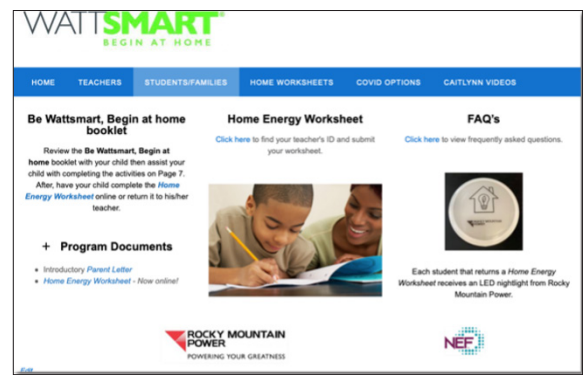 WATTSMART®
BEGIN AT HOME
HOME TEACHERS STUDENTS/FAMILIES HOME WORKSHEETS COVID OPTIONS CAITLYNN VIDEOS
Be Wattsmart, Begin at home
booklet
Review the Be Wattsmart, Begin at
home booklet with your child then assist your
child with completing the activities on Page 7.
After, have your child complete the Home
Energy Worksheet online or return it to his/her
teacher.
+ Program Documents
Introductory Parent Letter
Home Energy Worksheet - Now online!
Home Energy Worksheet
Click here to find your teacher's ID and submit
your worksheet.
FAQ's
Click here to view frequently asked questions.
Each student that returns a Home Energy
Worksheet receives an LED nightlight from Rocky
Mountain Power.
ROCKY MOUNTAIN
POWER
POWERING YOUR GREATNESS
NEF
Edit